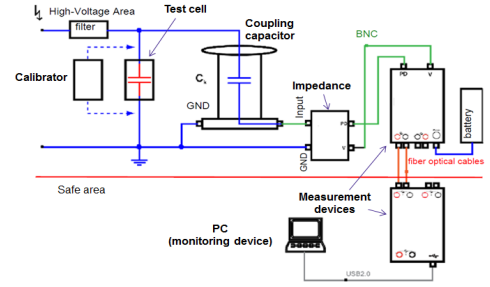 High-Voltage Area
filter
Test cell
Coupling
capacitor
BNC
Calibrator
Ck
GND
Input
Impedance
PD
V
GND
PD
V
battery
fiber optical cables
Safe area
Measurement
devices
PC
(monitoring device)
USB2.0